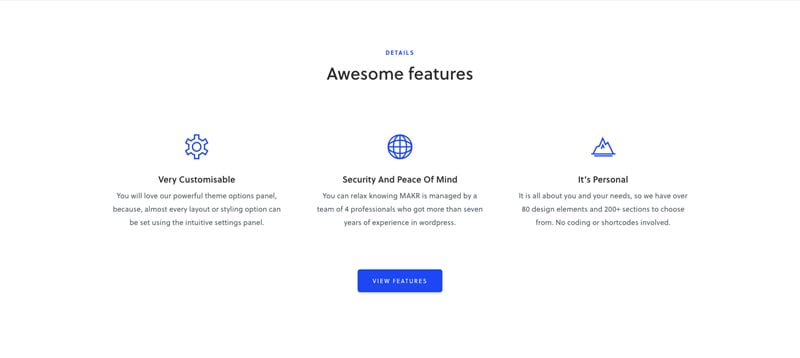 DETAILS
Awesome features
Very Customisable
You will love our powerful theme options panel,
because, almost every layout or styling option can
be set using the intuitive settings panel.
Security And Peace Of Mind
You can relax knowing MAKR is managed by a
team of 4 professionals who got more than seven
years of experience in wordpress.
It's Personal
It is all about you and your needs, so we have over
80 design elements and 200+ sections to choose
from. No coding or shortcodes involved.
VIEW FEATURES